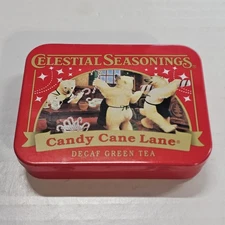 CELESTIAL SEASONINGS
Candy Cane Lane®
DECAF GREEN TEA